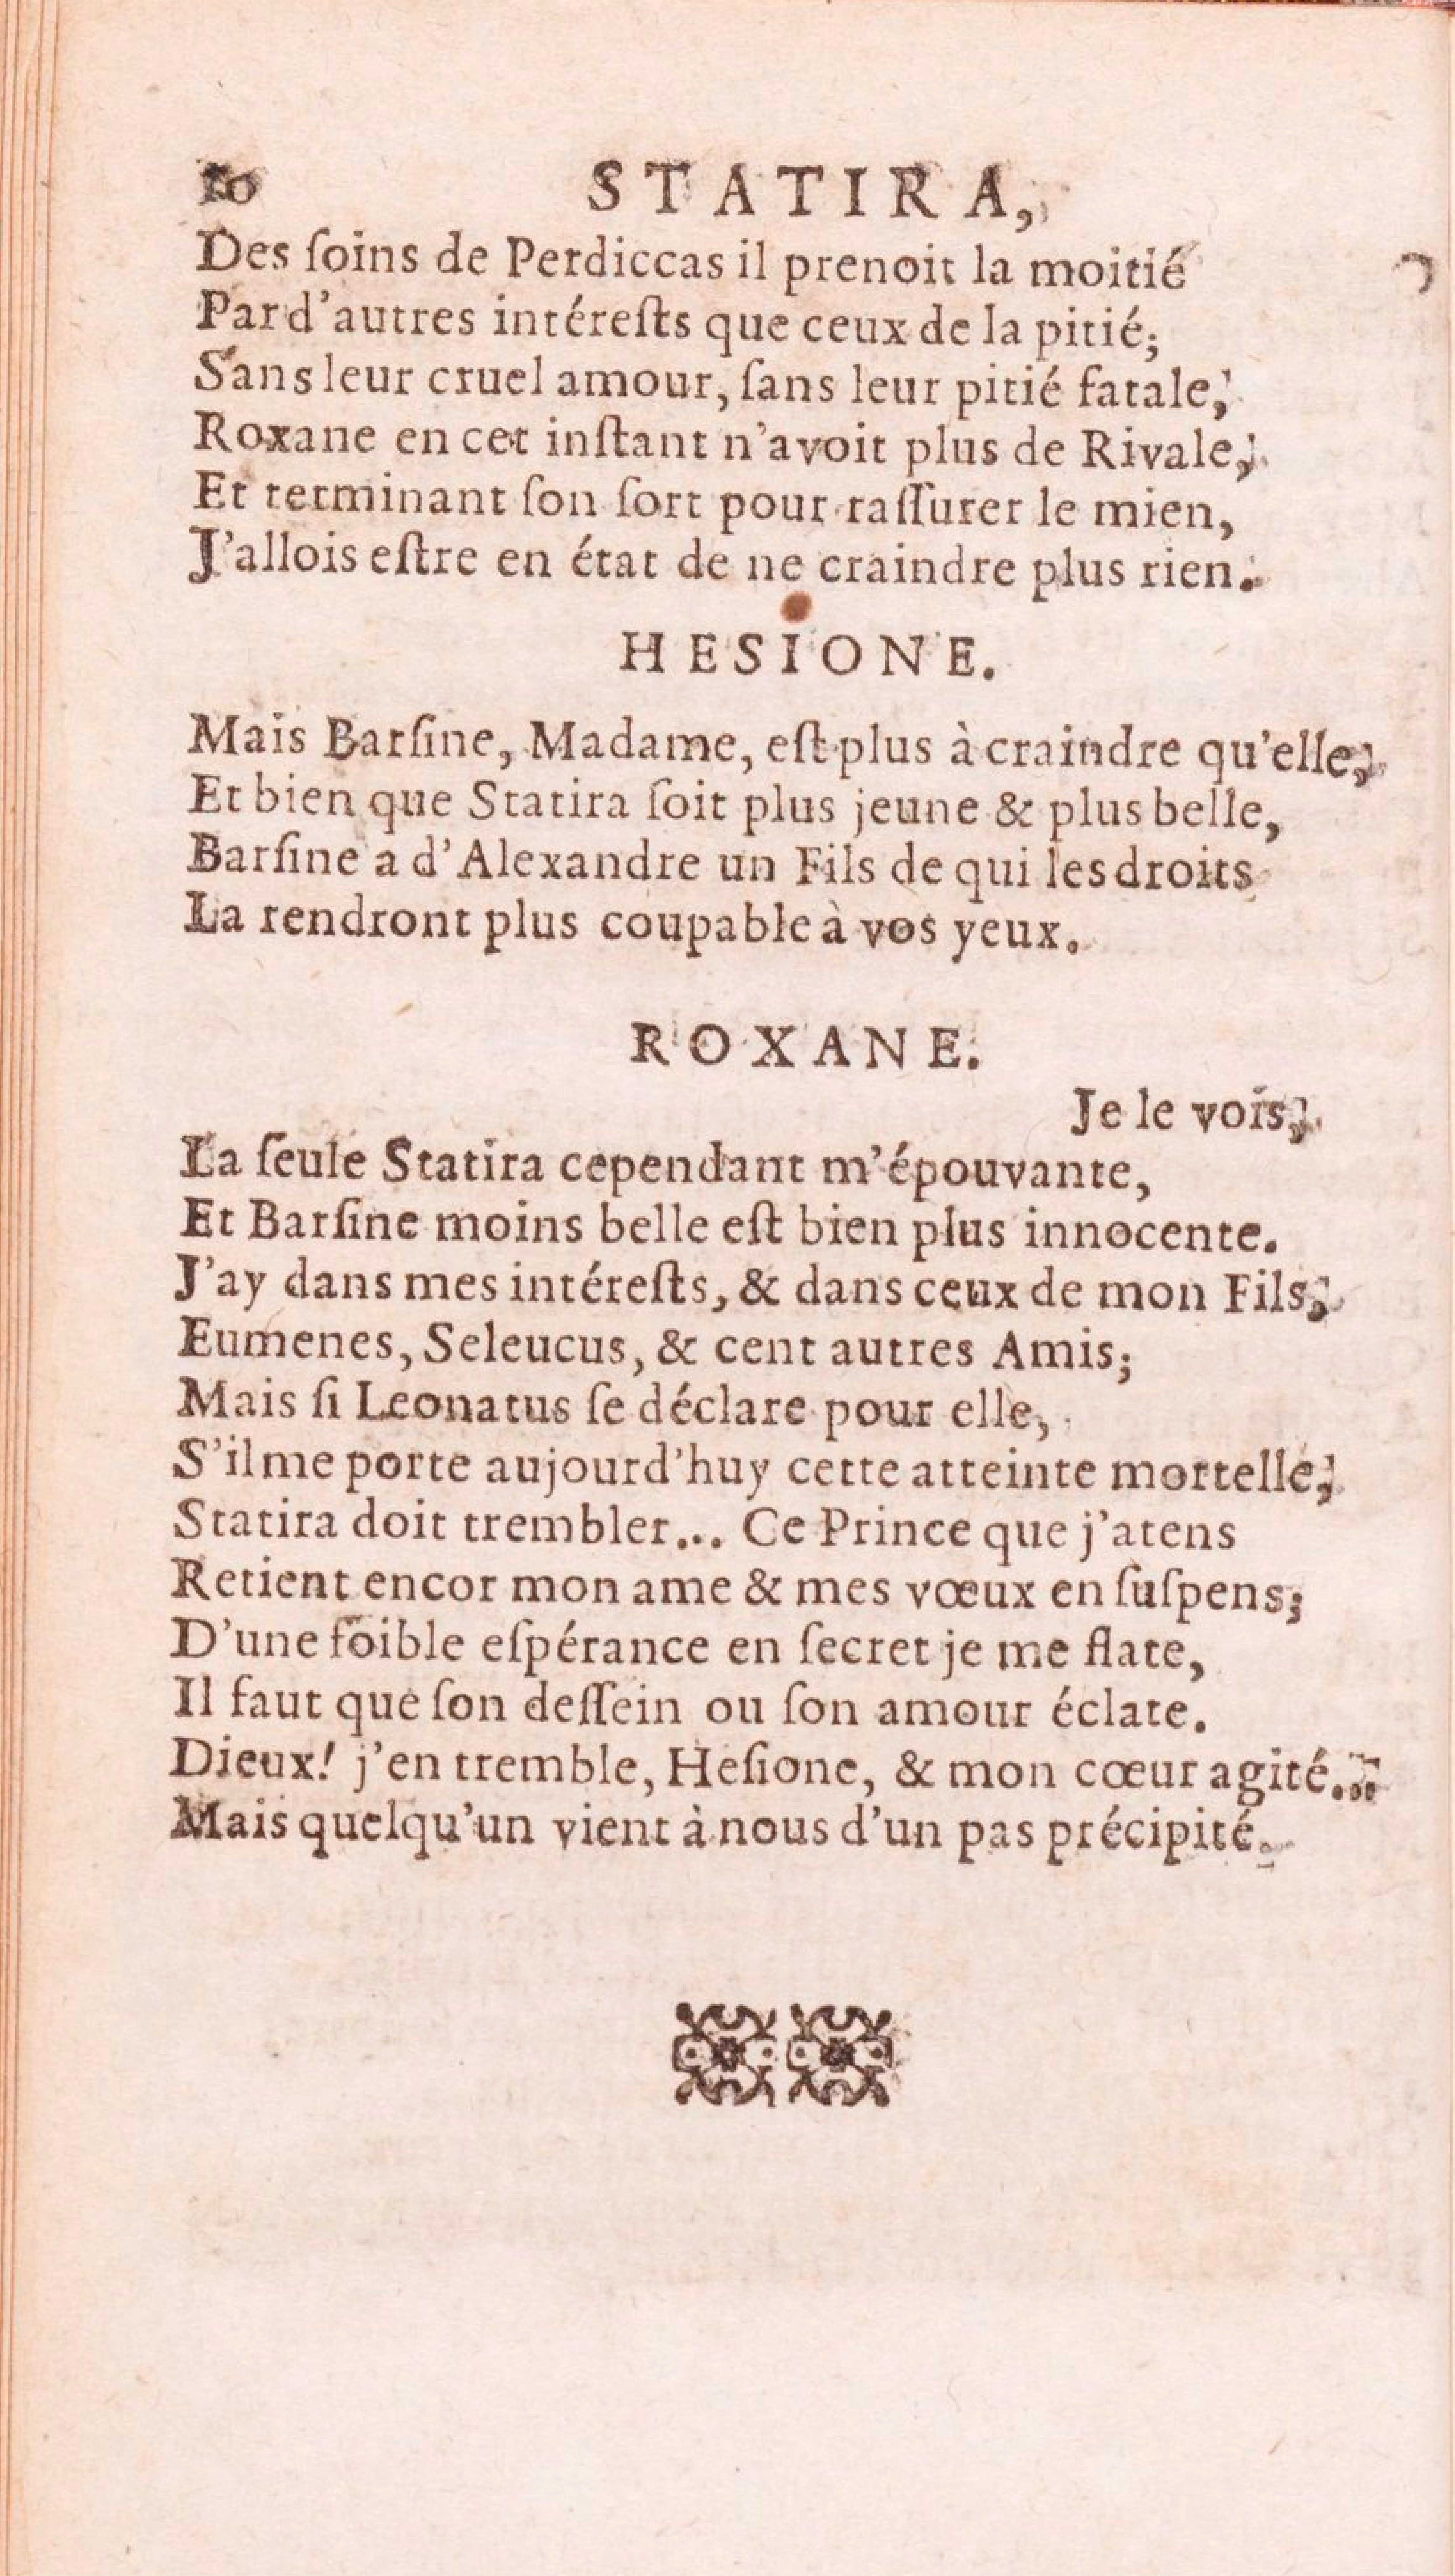 10 STATIRA,
Des ſoins de Perdiccas il prenoit la moitié
Par d'autres intéreſts que ceux de la pitié;
Sans leur cruel amour, ſans leur pitié fatale,
Roxane en cet inſtant n'avoit plus de Rivale,
Et terminant ſon ſort pour raſſurer le mien,
J'allois eſtre en état de ne craindre plus rien.
HESIONE.
Mais Barſine, Madame, eſt plus à craindre qu'elle,
Et bien que Statira ſoit plus jeune & plus belle,
Barſine a d'Alexandre un Fils de qui les droits
La rendront plus coupable à vos yeux.
ROXANE.
Je le vois,
La ſeule Statira cependant m'épouvante,
Et Barſine moins belle eſt bien plus innocente.
J'ay dans mes intéreſts, & dans ceux de mon Fils,
Eumenes, Seleucus, & cent autres Amis;
Mais ſi Leonatus ſe déclare pour elle,
S'il me porte aujourd'huy cette atteinte mortelle,
Statira doit trembler... Ce Prince que j'atens
Retient encor mon ame & mes vœux en ſuſpens;
D'une foible eſpérance en ſecret je me flate,
Il faut que ſon deſſein ou ſon amour éclate.
Dieux! j'en tremble, Heſione, & mon cœur agité...
Mais quelqu'un vient à nous d'un pas précipité.